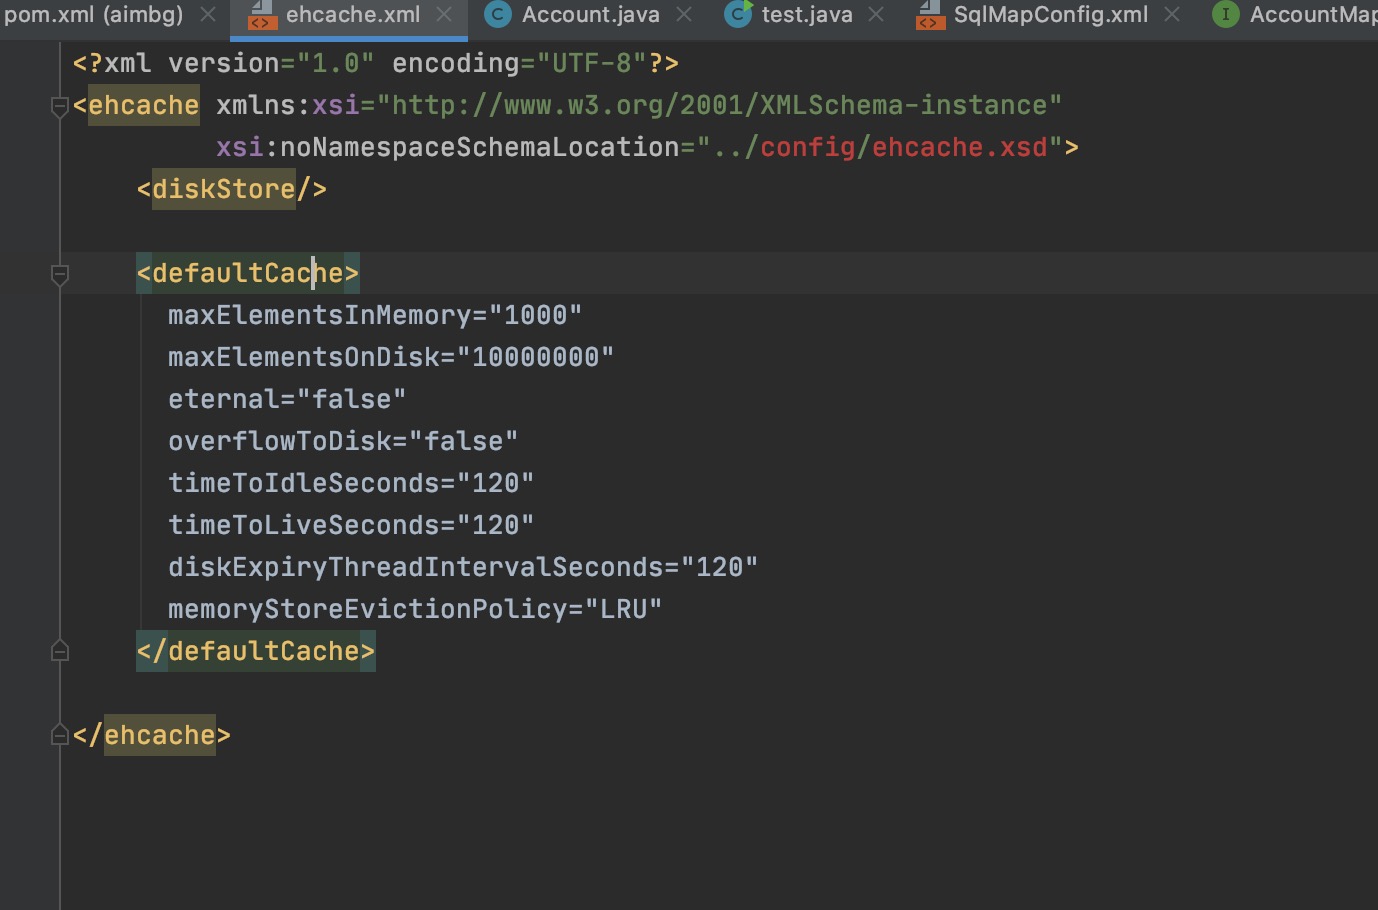 pom.xml (aimbg) ehcache.xml Account.java test.java SqlMapConfig.xml AccountMap
<?xml version="1.0" encoding="UTF-8"?>
<ehcache xmlns:xsi="http://www.w3.org/2001/XMLSchema-instance"
xsi:noNamespaceSchemaLocation="../config/ehcache.xsd">
<diskStore/>
<defaultCache>
maxElementsInMemory="1000"
maxElementsOnDisk="10000000"
eternal="false"
overflowToDisk="false"
timeToIdleSeconds="120"
timeToLiveSeconds="120"
diskExpiryThreadIntervalSeconds="120"
memoryStoreEvictionPolicy="LRU"
</defaultCache>
</ehcache>